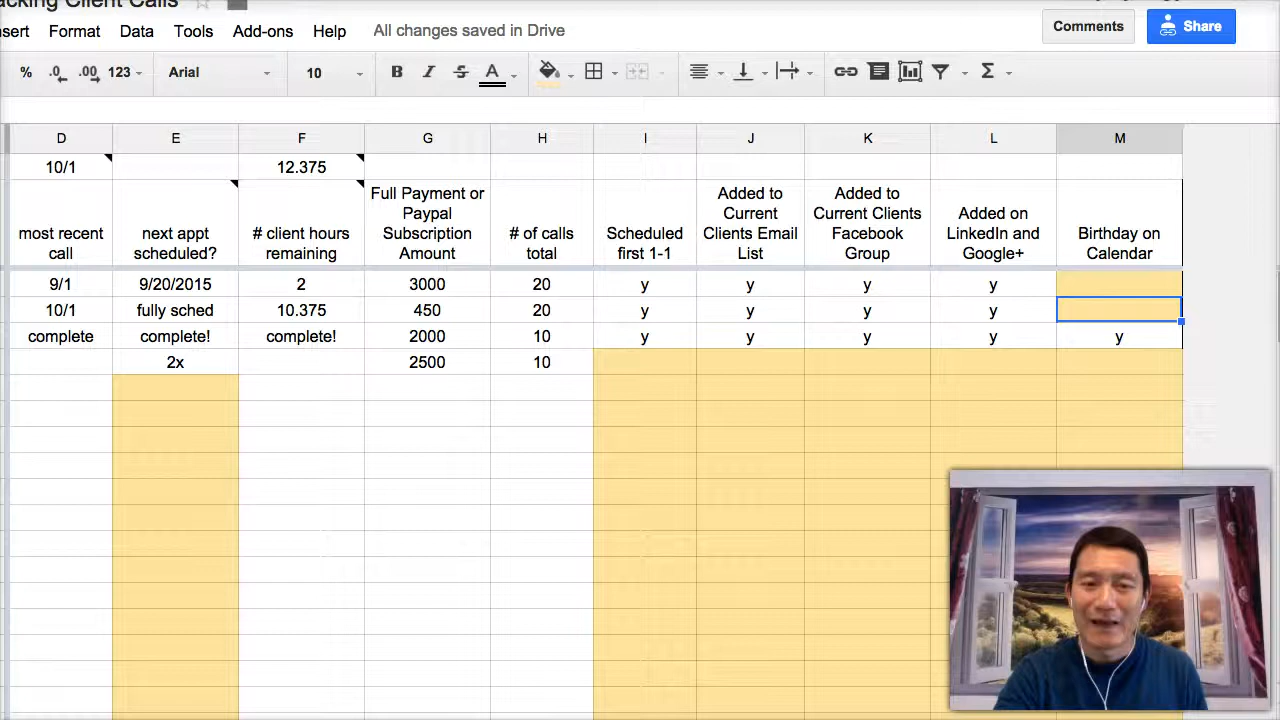 acking Client Calls
nsert Format Data Tools Add-ons Help All changes saved in Drive Comments Share
% .0 .00 123 Arial 10 B I S A Σ
D E F G H I J K L M
10/1 12.375
most recent call
next appt scheduled?
# client hours remaining
Full Payment or Paypal Subscription Amount
# of calls total
Scheduled first 1-1
Added to Current Clients Email List
Added to Current Clients Facebook Group
Added on LinkedIn and Google+
Birthday on Calendar
9/1 9/20/2015 2 3000 20 y y y y
10/1 fully sched 10.375 450 20 y y y y
complete complete! complete! 2000 10 y y y y y
2x 2500 10